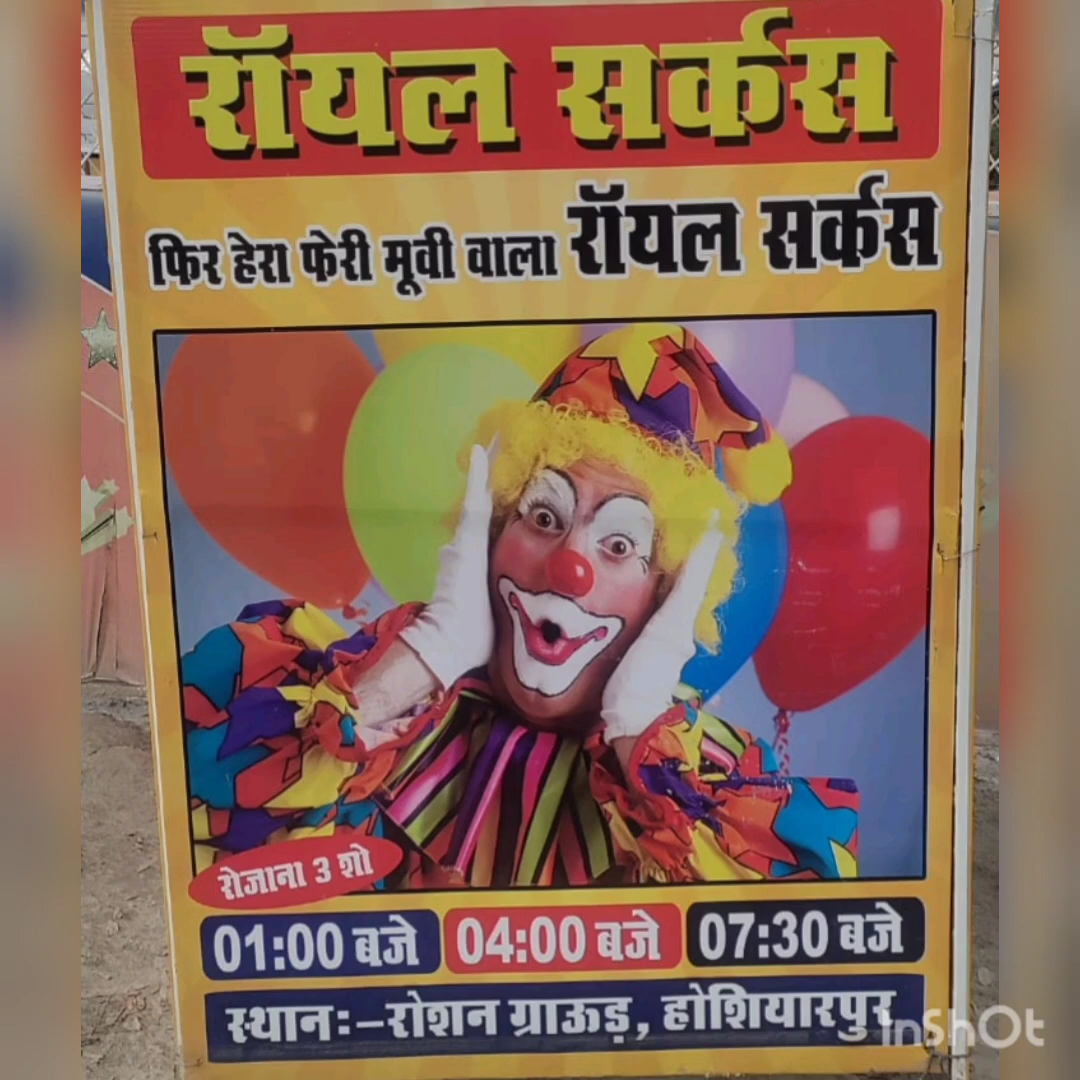 रॉयल सर्कस
फिर हेरा फेरी मूवी वाला रॉयल सर्कस
रोजाना 3 शो
01:00 बजे 04:00 बजे 07:30 बजे
स्थानः-रोशन ग्राऊड़, होशियारपुर
InShOt